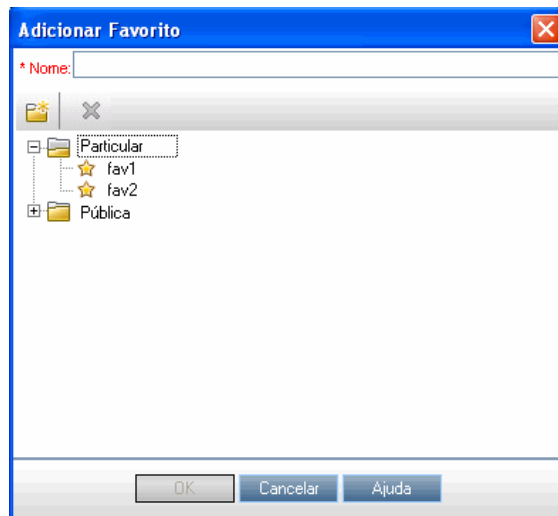 Adicionar Favorito
* Nome:
Particular
fav1
fav2
Pública
OK Cancelar Ajuda